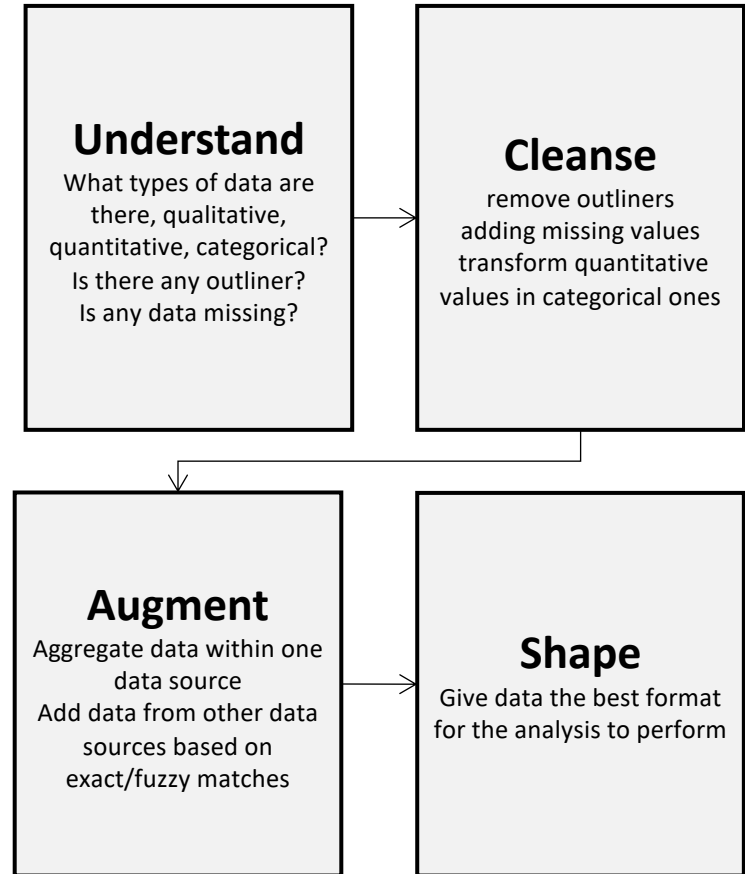 Understand
What types of data are
there, qualitative,
quantitative, categorical?
Is there any outliner?
Is any data missing?
Cleanse
remove outliners
adding missing values
transform quantitative
values in categorical ones
Augment
Aggregate data within one
data source
Add data from other data
sources based on
exact/fuzzy matches
Shape
Give data the best format
for the analysis to perform